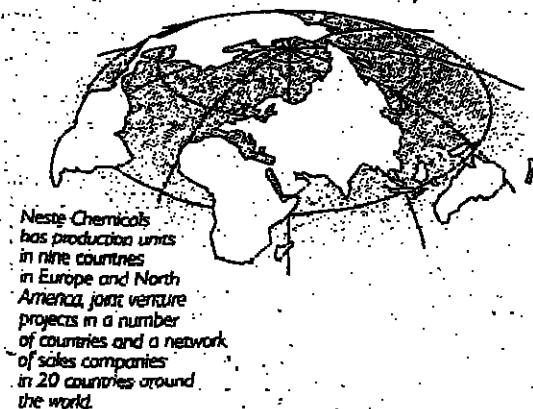 Neste Chemicals
has production units
in nine countries
in Europe and North
America, joint venture
projects in a number
of countries and a network
of sales companies
in 20 countries around
the world.